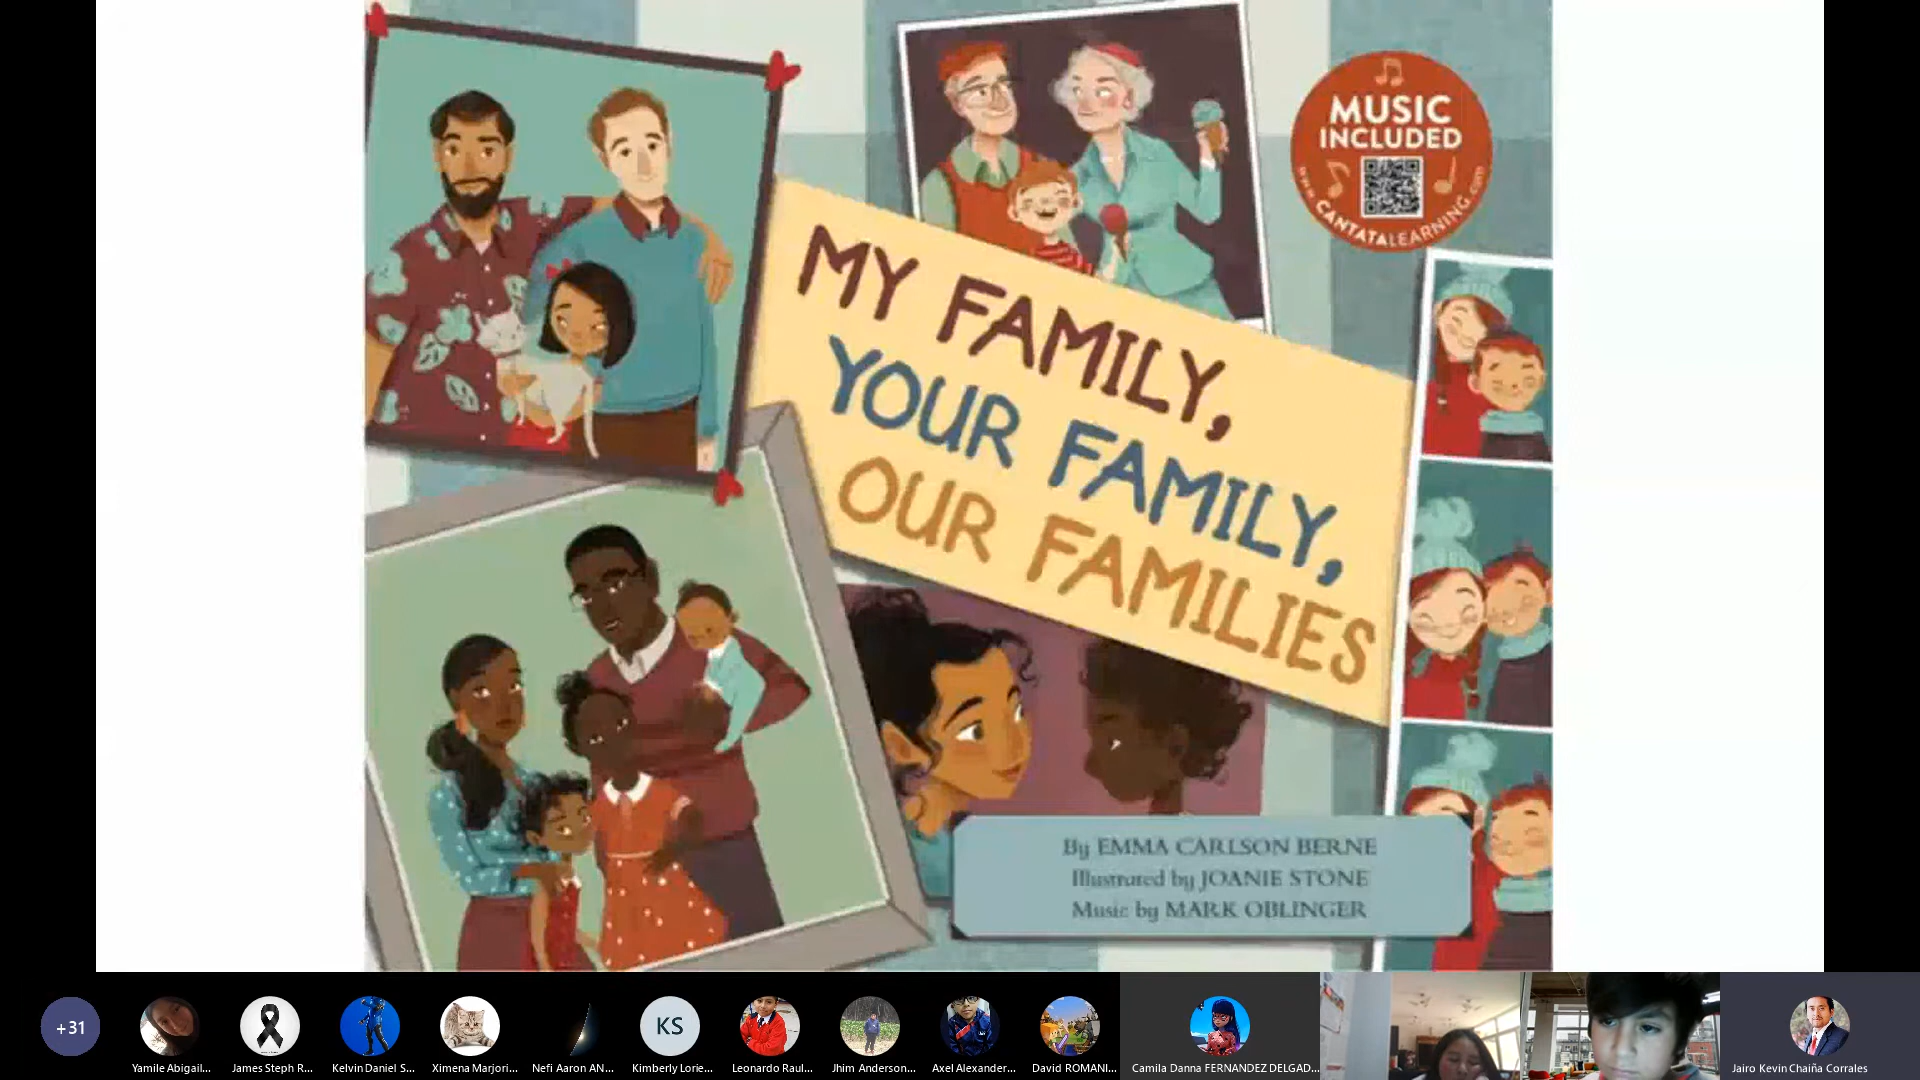 MUSIC
INCLUDED
www.CANTATALEARNING.com
MY FAMILY,
YOUR FAMILY,
OUR FAMILIES
By EMMA CARLSON BERNE
Illustrated by JOANIE STONE
Music by MARK OBLINGER
+31
KS
Yamile Abigail...
James Steph R...
Kelvin Daniel S...
Ximena Marjori...
Nefi Aaron AN...
Kimberly Lorie...
Leonardo Raul...
Jhim Anderson...
Axel Alexander...
David ROMANI...
Camila Danna FERNANDEZ DELGAD...
Jairo Kevin Chaiña Corrales